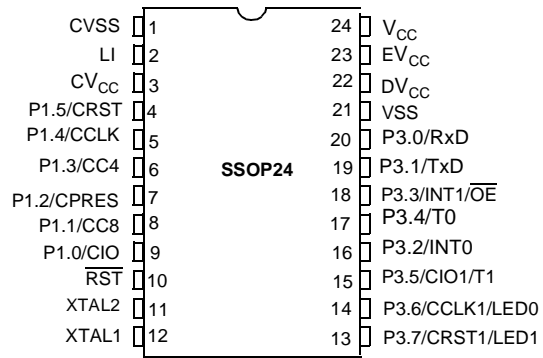 CVSS 1 24 VCC
LI 2 23 EVCC
CVCC 3 22 DVCC
P1.5/CRST 4 21 VSS
P1.4/CCLK 5 20 P3.0/RxD
P1.3/CC4 6 SSOP24 19 P3.1/TxD
P1.2/CPRES 7 18 P3.3/INT1/O̅E̅
P1.1/CC8 8 17 P3.4/T0
P1.0/CIO 9 16 P3.2/INT0
R̅S̅T̅ 10 15 P3.5/CIO1/T1
XTAL2 11 14 P3.6/CCLK1/LED0
XTAL1 12 13 P3.7/CRST1/LED1